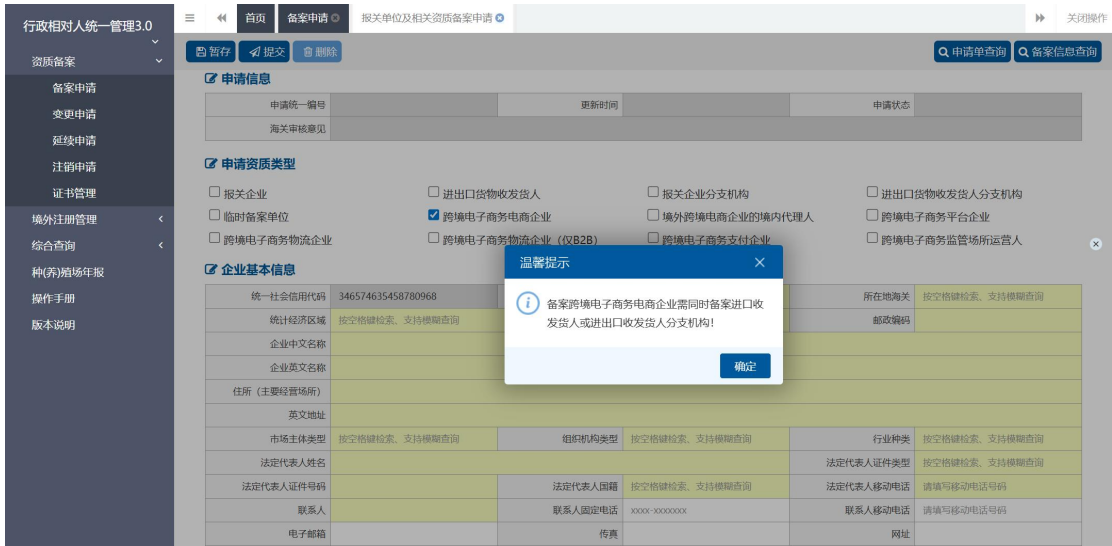 行政相对人统一管理3.0
首页 备案申请 报关单位及相关资质备案申请 关闭操作
暂存 提交 删除 申请单查询 备案信息查询
资质备案
备案申请
变更申请
延续申请
注销申请
证书管理
境外注册管理
综合查询
种(养)殖场年报
操作手册
版本说明
申请信息
申请统一编号 更新时间 申请状态
海关审核意见
申请资质类型
报关企业 进出口货物收发货人 报关企业分支机构 进出口货物收发货人分支机构
临时备案单位 跨境电子商务电商企业 境外跨境电商企业的境内代理人 跨境电子商务平台企业
跨境电子商务物流企业 跨境电子商务物流企业（仅B2B） 跨境电子商务支付企业 跨境电子商务监管场所运营人
企业基本信息
统一社会信用代码 346574635458780968 所在地海关 按空格键检索、支持模糊查询
统计经济区域 按空格键检索、支持模糊查询 邮政编码
企业中文名称
企业英文名称
住所（主要经营场所）
英文地址
市场主体类型 按空格键检索、支持模糊查询 组织机构类型 按空格键检索、支持模糊查询 行业种类 按空格键检索、支持模糊查询
法定代表人姓名 法定代表人证件类型 按空格键检索、支持模糊查询
法定代表人证件号码 法定代表人国籍 按空格键检索、支持模糊查询 法定代表人移动电话 请填写移动电话号码
联系人 联系人固定电话 xxxx-xxxxxxx 联系人移动电话 请填写移动电话号码
电子邮箱 传真 网址
温馨提示
备案跨境电子商务电商企业需同时备案进口收
发货人或进出口收发货人分支机构!
确定